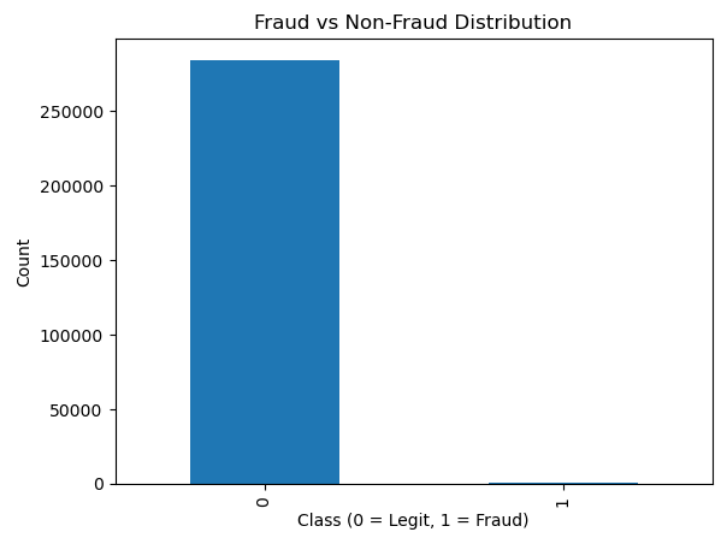 Fraud vs Non-Fraud Distribution
250000
200000
150000
100000
50000
0
Count
0
1
Class (0 = Legit, 1 = Fraud)